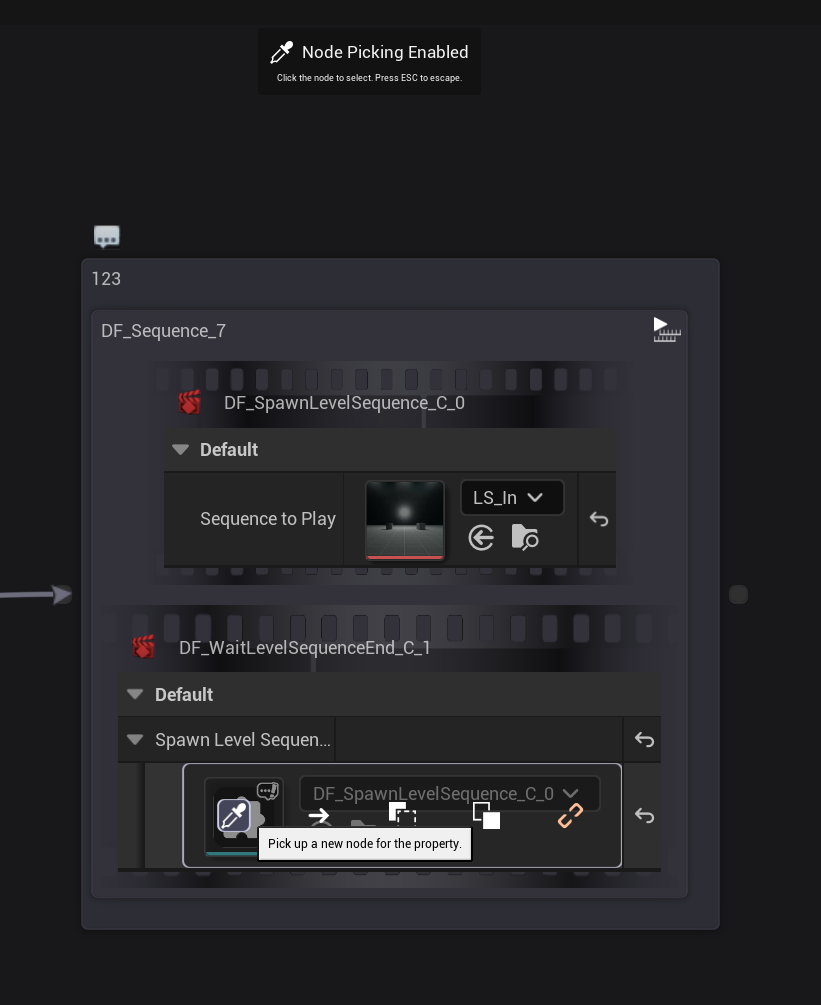 Node Picking Enabled
Click the node to select. Press ESC to escape.
123
DF_Sequence_7
DF_SpawnLevelSequence_C_0
Default
Sequence to Play
LS_In
DF_WaitLevelSequenceEnd_C_1
Default
Spawn Level Sequen...
DF_SpawnLevelSequence_C_0
Pick up a new node for the property.